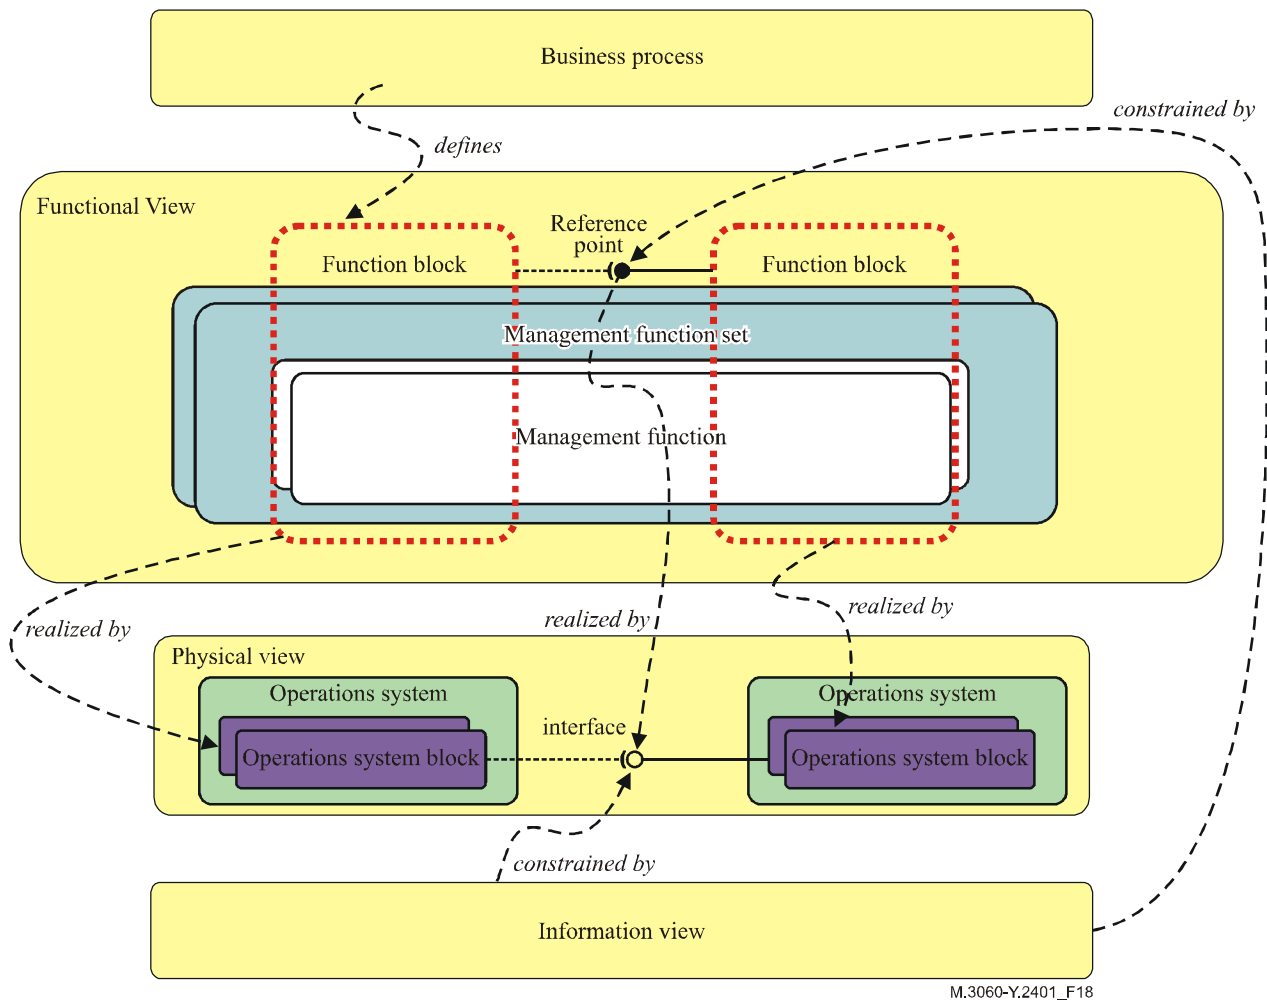 Business process
constrained by
defines
Functional View
Reference
point
Function block
Function block
Management function set
Management function
realized by
realized by
realized by
Physical view
Operations system
Operations system
interface
Operations system block
Operations system block
constrained by
Information view
M.3060-Y.2401_F18